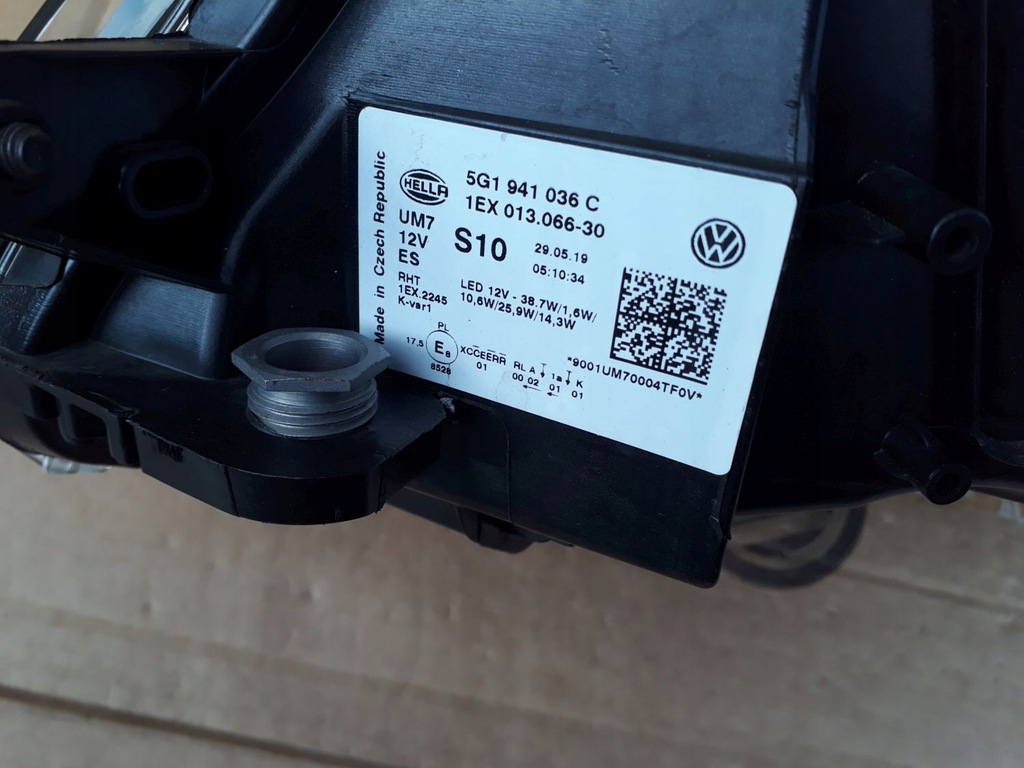 Made in Czech Republic
HELLA
5G1 941 036 C
1EX 013.066-30
UM7
12V
ES
S10
29.05.19
05:10:34
RHT
1EX.2245
K-var1
LED 12V - 38.7W/1,6W/
10,6W/25,9W/14,3W
PL
17.5
E8
8528
XCCEERR
01
RL A 1a K
00 02 01 01
*9001UM70004TF0V*